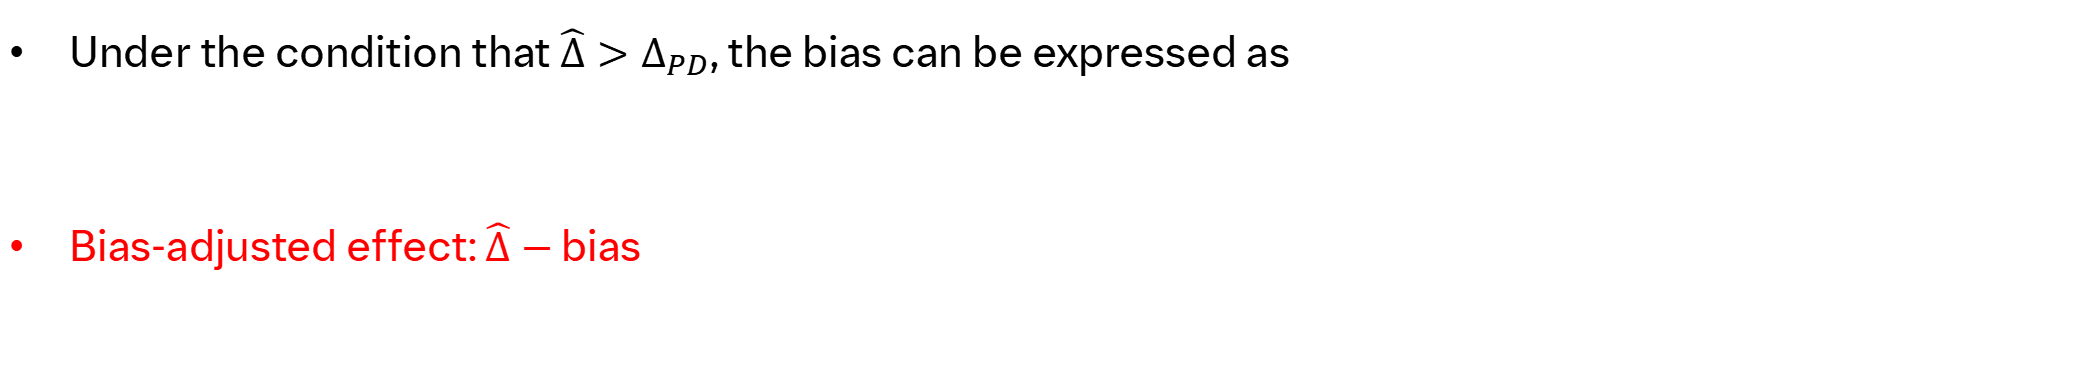 • Under the condition that Δ̂ > Δ_PD, the bias can be expressed as
• Bias-adjusted effect: Δ̂ – bias